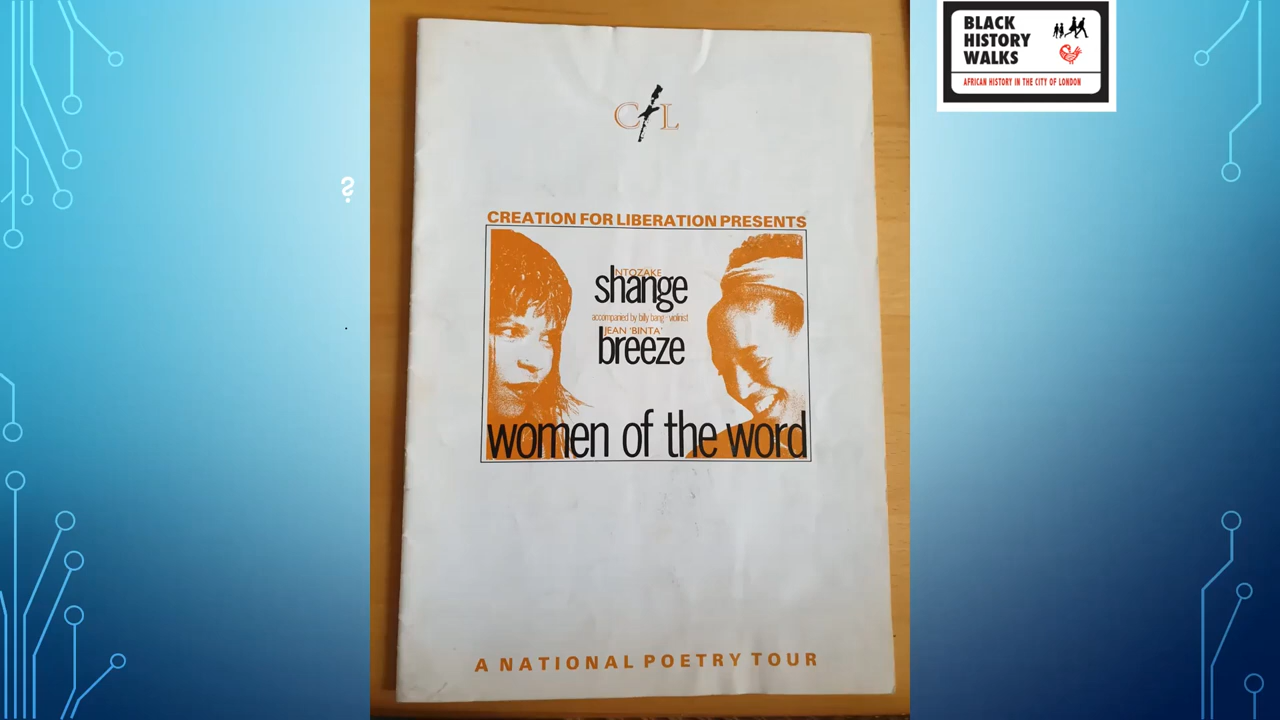 BLACK
HISTORY
WALKS
AFRICAN HISTORY IN THE CITY OF LONDON
?
C L
CREATION FOR LIBERATION PRESENTS
NTOZAKE
shange
accompanied by billy bang - violinist
JEAN 'BINTA'
breeze
women of the word
A NATIONAL POETRY TOUR